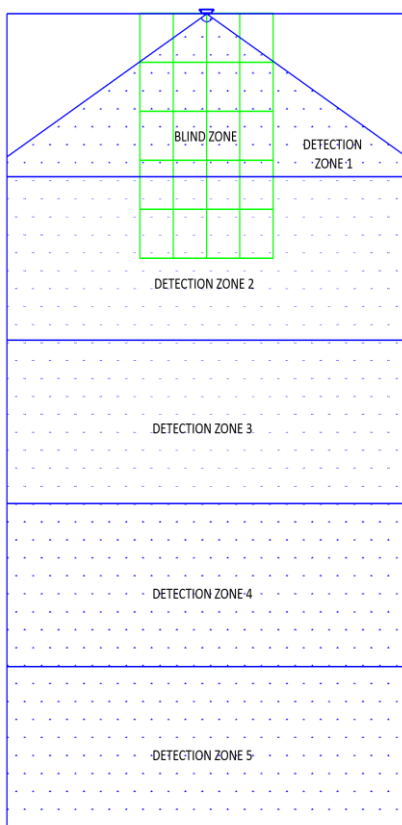 BLIND ZONE
DETECTION
ZONE 1
DETECTION ZONE 2
DETECTION ZONE 3
DETECTION ZONE 4
DETECTION ZONE 5